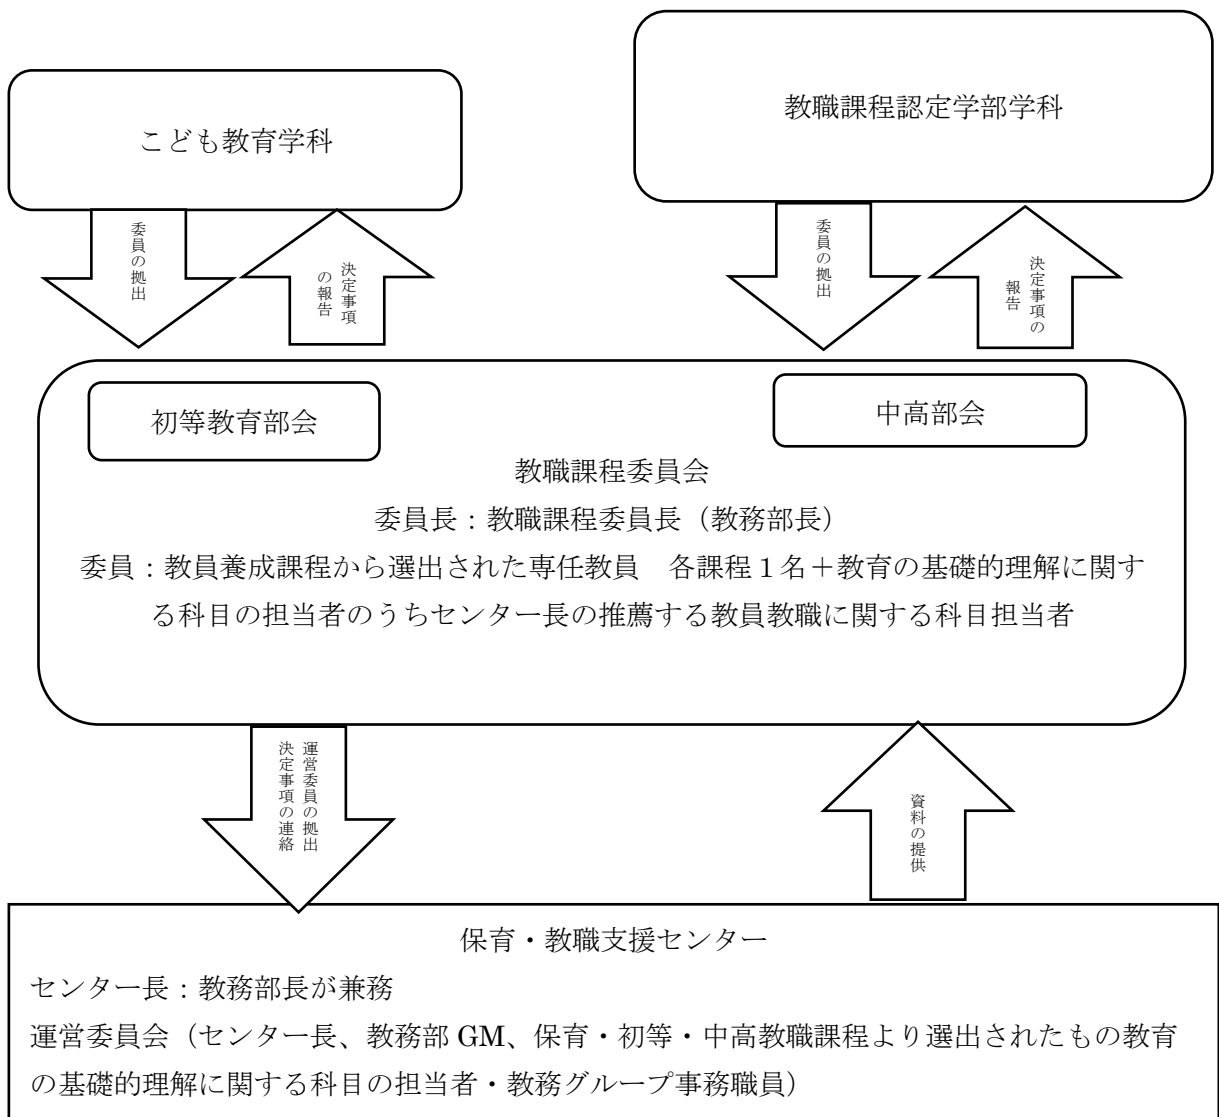 こども教育学科
教職課程認定学部学科
委員の拠出
決定事項
の報告
委員の拠出
決定事項の
報告
初等教育部会
中高部会
教職課程委員会
委員長：教職課程委員長（教務部長）
委員：教員養成課程から選出された専任教員　各課程１名＋教育の基礎的理解に関す
る科目の担当者のうちセンター長の推薦する教員教職に関する科目担当者
運営委員の拠出
決定事項の連絡
資料の提供
保育・教職支援センター
センター長：教務部長が兼務
運営委員会（センター長、教務部 GM、保育・初等・中高教職課程より選出されたもの教育
の基礎的理解に関する科目の担当者・教務グループ事務職員）